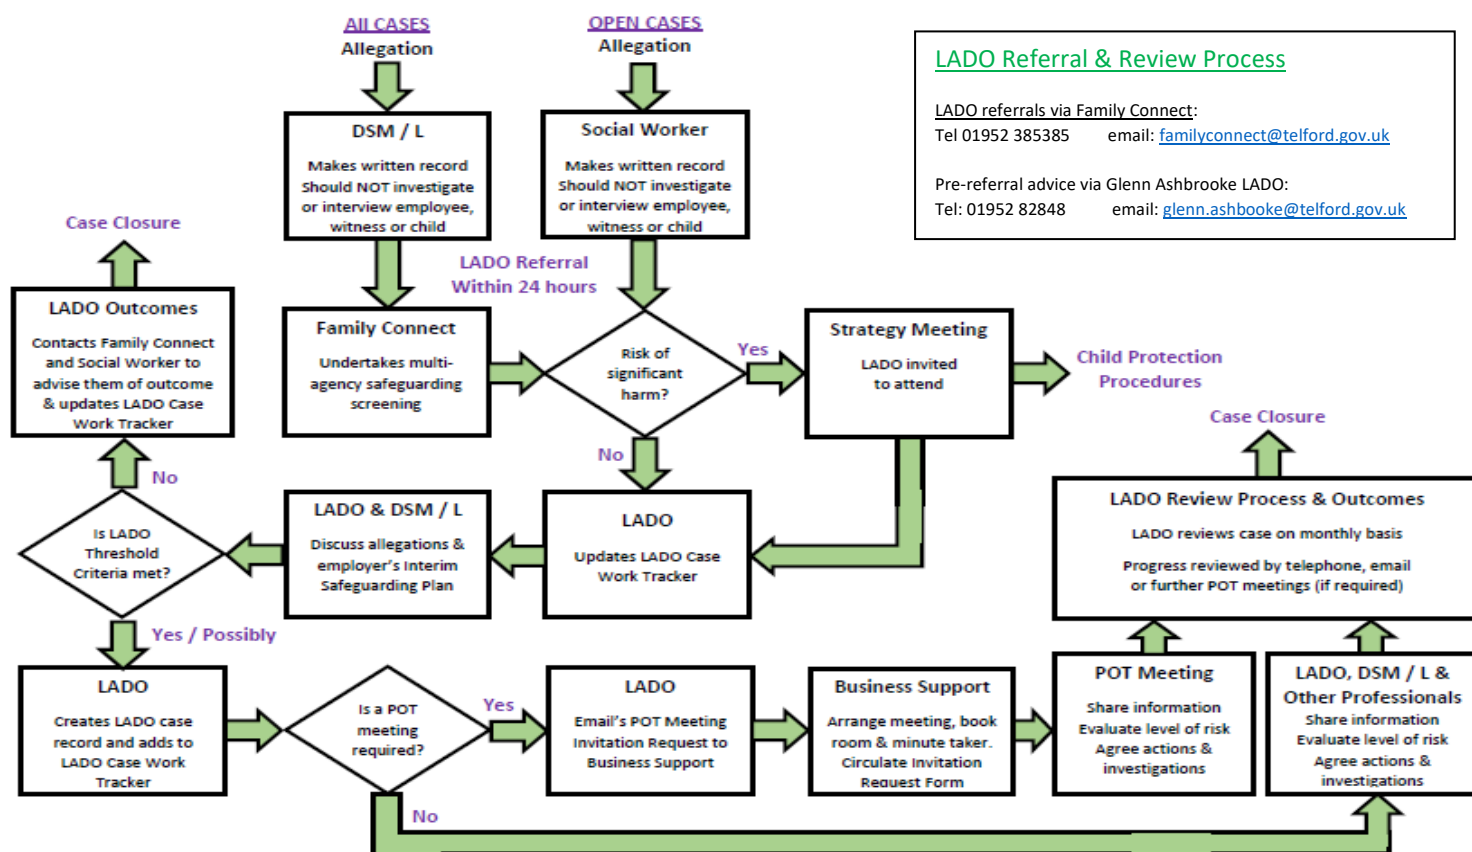 All CASES
Allegation
OPEN CASES
Allegation
LADO Referral & Review Process
LADO referrals via Family Connect:
Tel 01952 385385 email: familyconnect@telford.gov.uk
Pre-referral advice via Glenn Ashbrooke LADO:
Tel: 01952 82848 email: glenn.ashbooke@telford.gov.uk
DSM / L
Makes written record
Should NOT investigate
or interview employee,
witness or child
Social Worker
Makes written record
Should NOT investigate
or interview employee,
witness or child
LADO Referral
Within 24 hours
Case Closure
LADO Outcomes
Contacts Family Connect
and Social Worker to
advise them of outcome
& updates LADO Case
Work Tracker
Family Connect
Undertakes multi-
agency safeguarding
screening
Risk of
significant
harm?
Yes
Strategy Meeting
LADO invited
to attend
Child Protection
Procedures
No
No
Is LADO
Threshold
Criteria met?
LADO & DSM / L
Discuss allegations &
employer's Interim
Safeguarding Plan
LADO
Updates LADO Case
Work Tracker
Case Closure
LADO Review Process & Outcomes
LADO reviews case on monthly basis
Progress reviewed by telephone, email
or further POT meetings (if required)
Yes / Possibly
LADO
Creates LADO case
record and adds to
LADO Case Work
Tracker
Is a POT
meeting
required?
Yes
LADO
Email's POT Meeting
Invitation Request to
Business Support
Business Support
Arrange meeting, book
room & minute taker.
Circulate Invitation
Request Form
POT Meeting
Share information
Evaluate level of risk
Agree actions &
investigations
LADO, DSM / L &
Other Professionals
Share information
Evaluate level of risk
Agree actions &
investigations
No